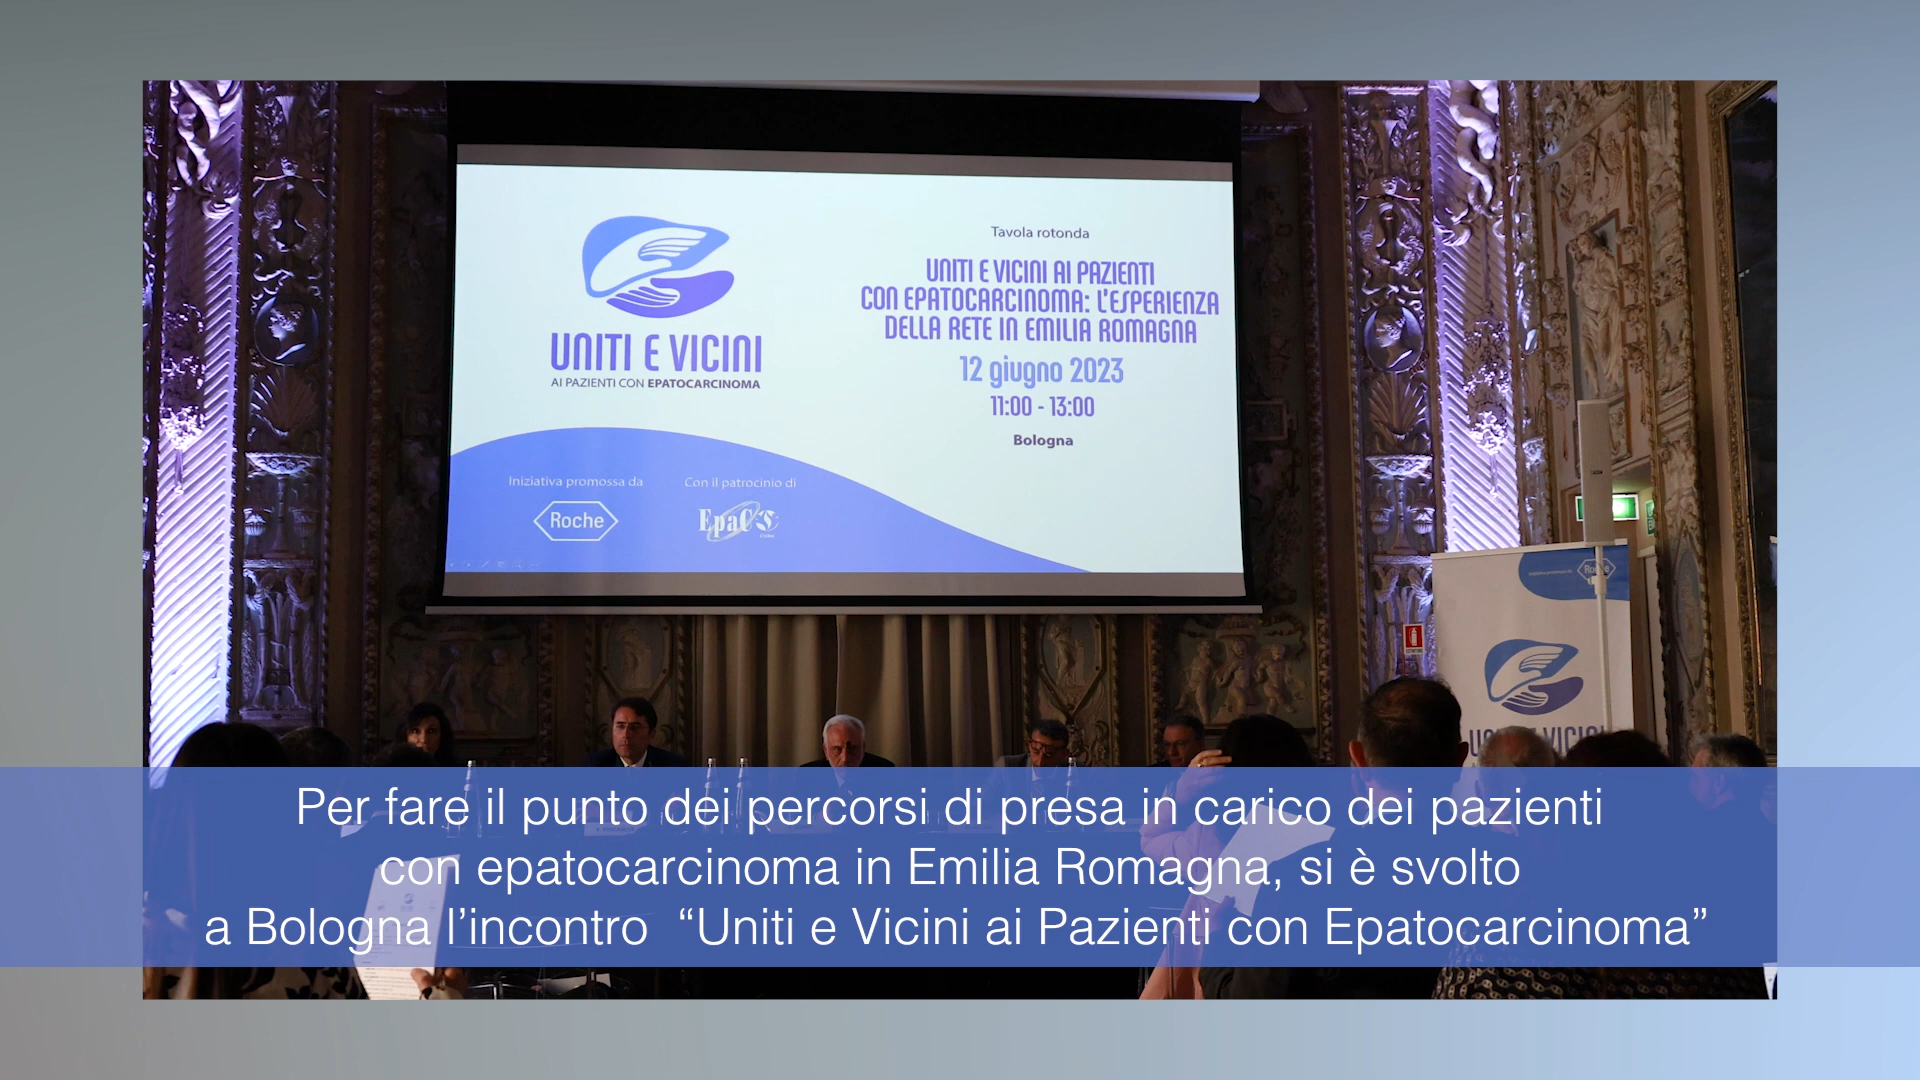 Tavola rotonda
UNITI E VICINI AI PAZIENTI
CON EPATOCARCINOMA: L'ESPERIENZA
DELLA RETE IN EMILIA ROMAGNA
12 giugno 2023
11:00 - 13:00
Bologna
UNITI E VICINI
AI PAZIENTI CON EPATOCARCINOMA
Iniziativa promossa da
Roche
Con il patrocinio di
EpaC
Roche
Per fare il punto dei percorsi di presa in carico dei pazienti
con epatocarcinoma in Emilia Romagna, si è svolto
a Bologna l’incontro “Uniti e Vicini ai Pazienti con Epatocarcinoma”